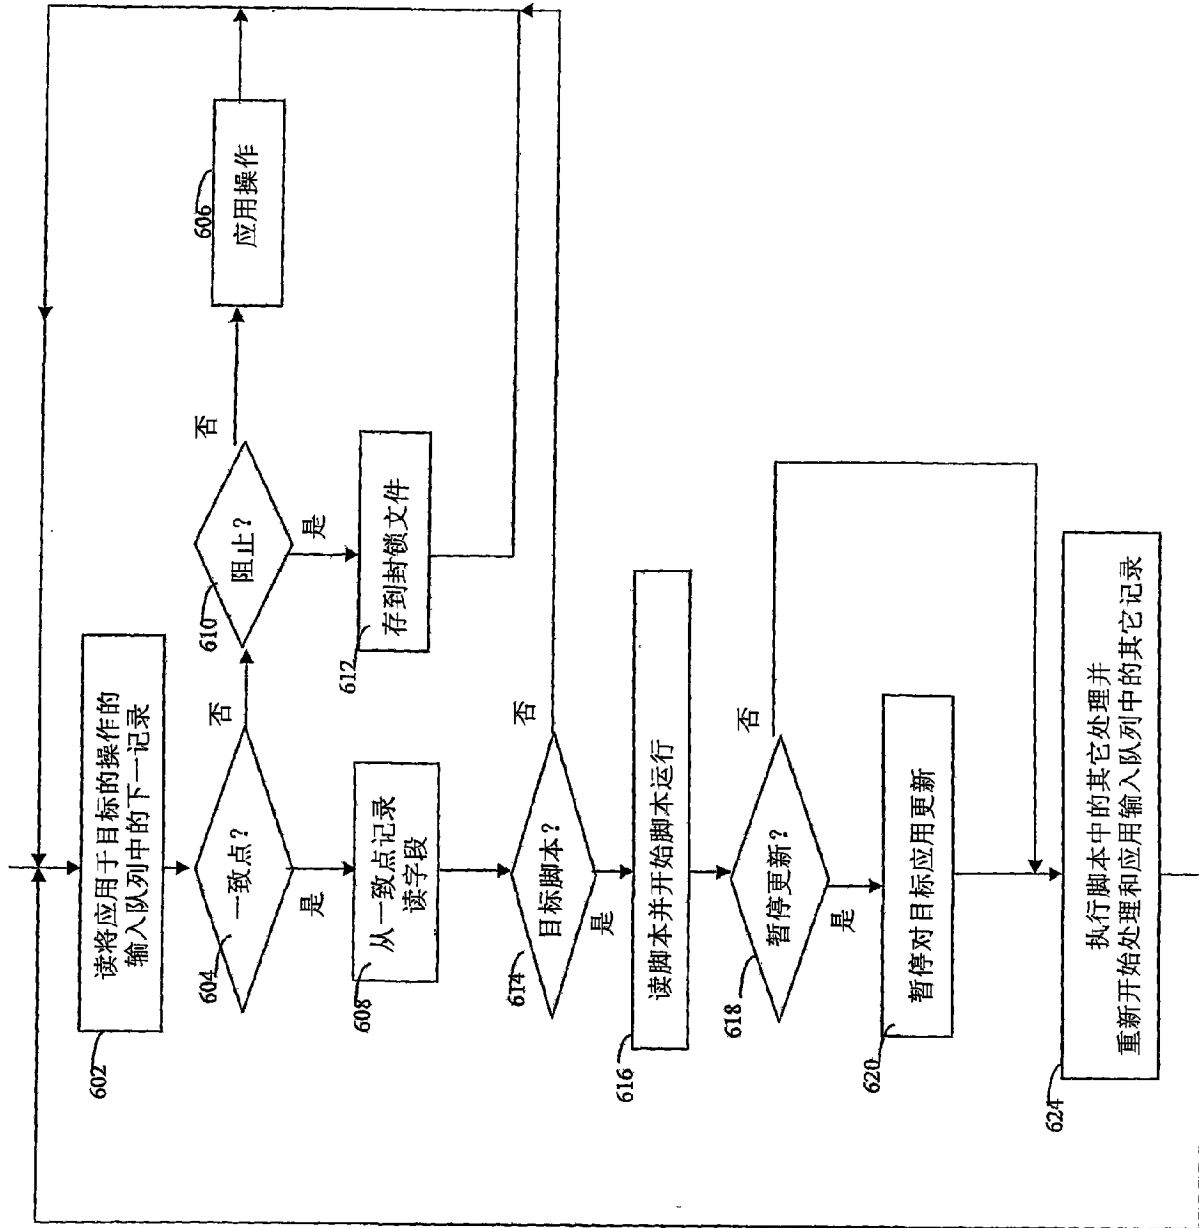 602
读将应用于目标的操作的
输入队列中的下一记录
604
一致点?
否
是
610
阻止?
否
是
606
应用操作
612
存到封锁文件
608
从一致点记录
读字段
614
目标脚本?
否
是
616
读脚本并开始脚本运行
618
暂停更新?
否
是
620
暂停对目标应用更新
624
执行脚本中的其它处理并
重新开始处理和应用输入队列中的其它记录